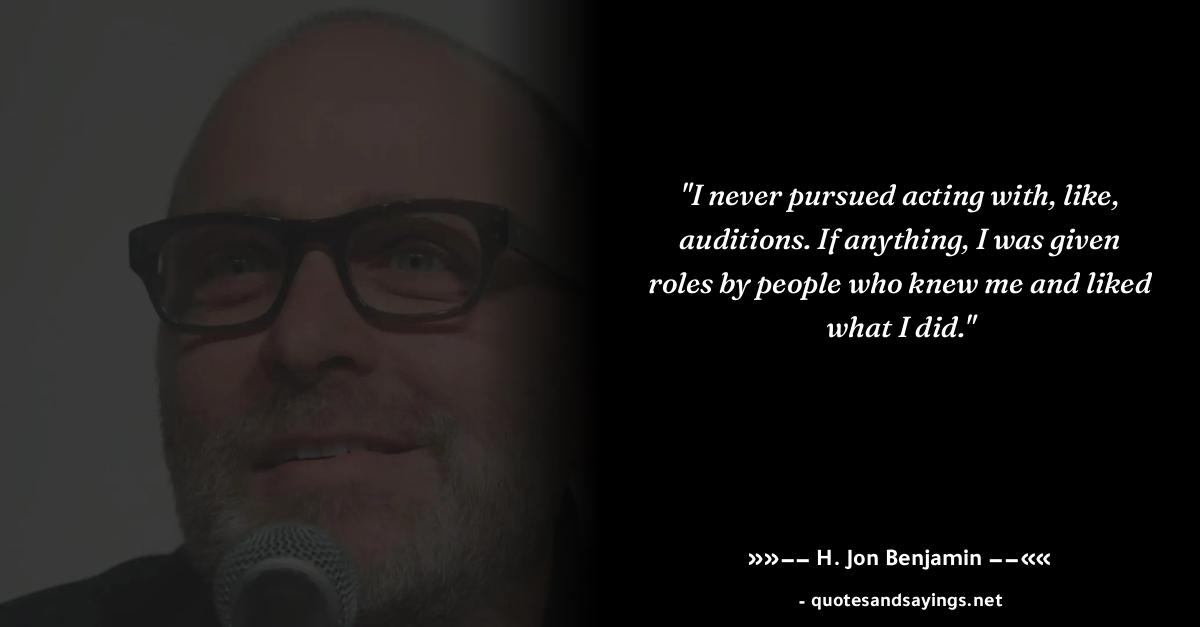 "I never pursued acting with, like,
auditions. If anything, I was given
roles by people who knew me and liked
what I did."
»»−− H. Jon Benjamin −−««
- quotesandsayings.net